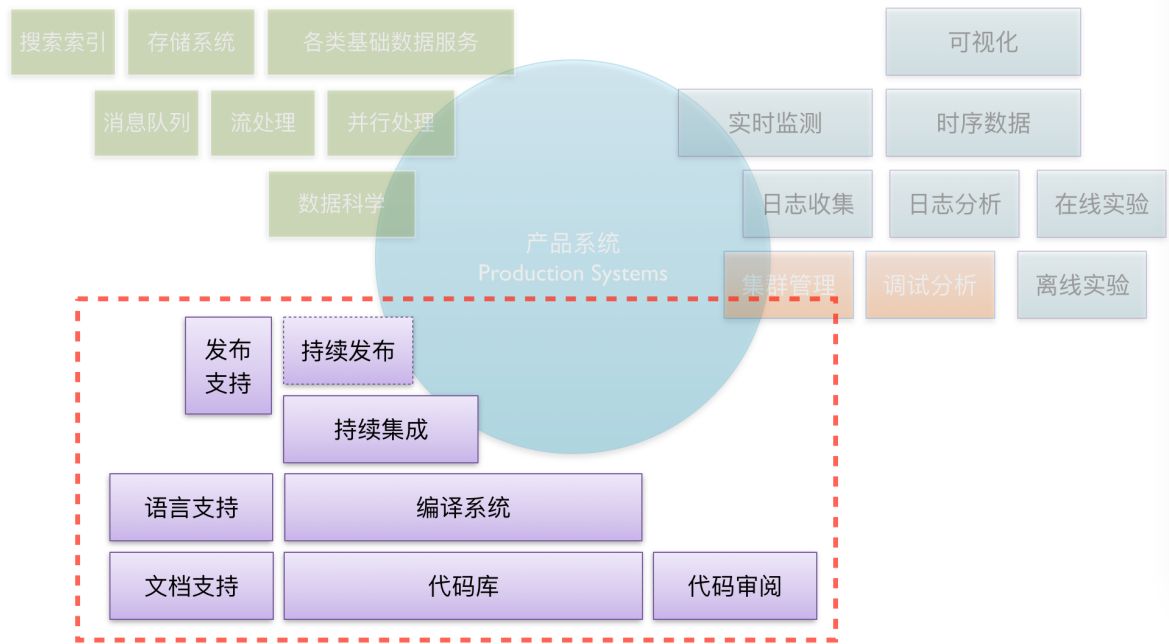 搜索索引
存储系统
各类基础数据服务
可视化
消息队列
流处理
并行处理
实时监测
时序数据
数据科学
日志收集
日志分析
在线实验
产品系统
Production Systems
集群管理
调试分析
离线实验
发布
支持
持续发布
持续集成
语言支持
编译系统
文档支持
代码库
代码审阅